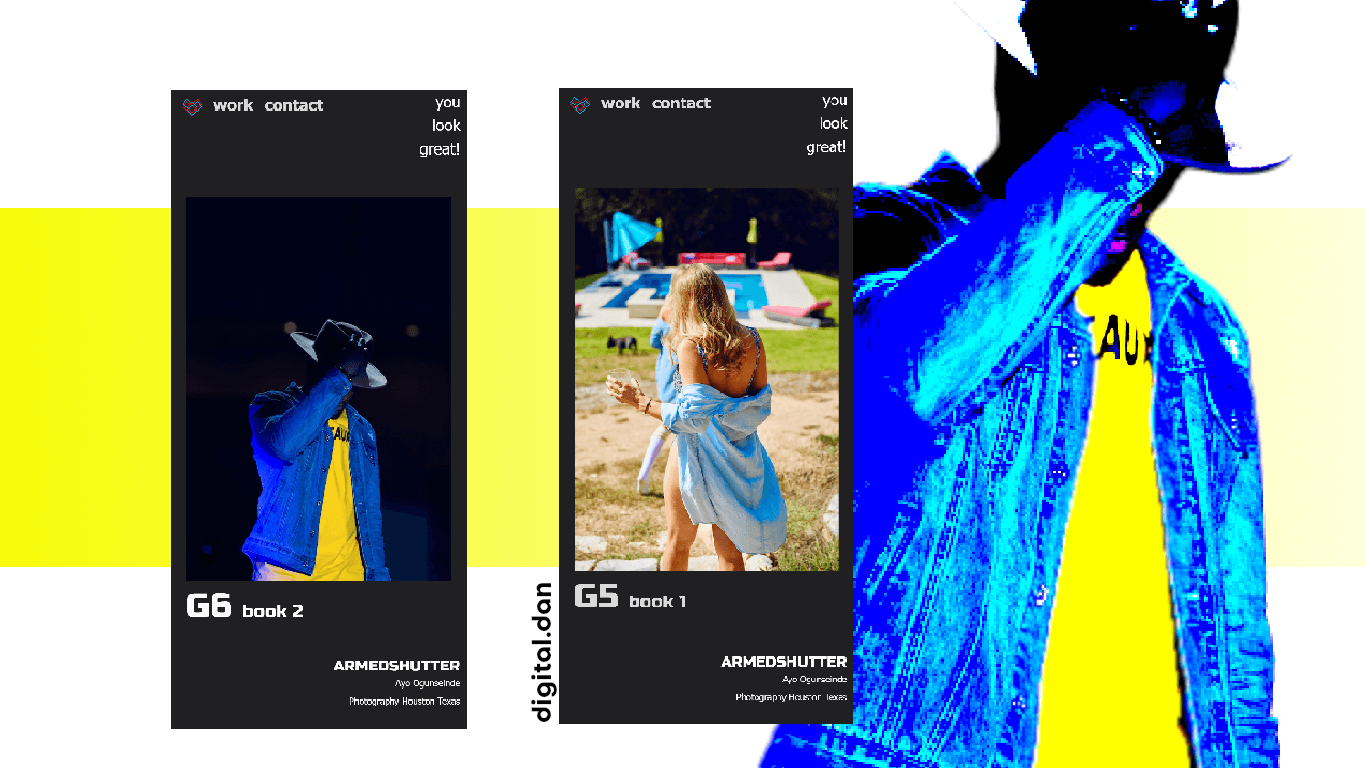 work contact
you
look
great!
G6 book 2
ARMEDSHUTTER
Ayo Ogunseinde
Photography Houston Texas
digital.dan
work contact
you
look
great!
G5 book 1
ARMEDSHUTTER
Ayo Ogunseinde
Photography Houston Texas
AU